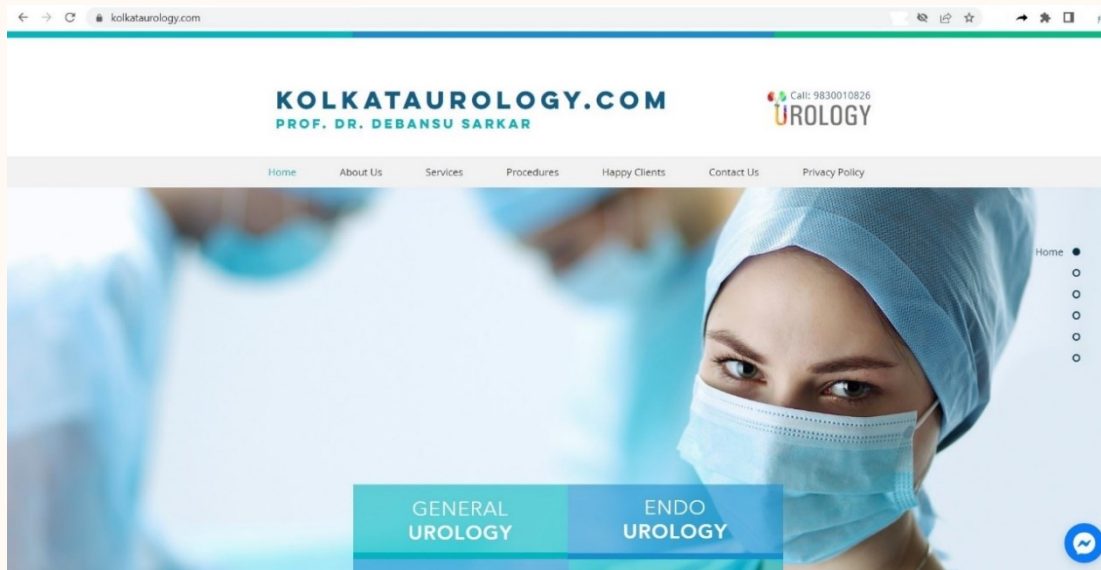 kolkataurology.com
KOLKATAUROLOGY.COM
PROF. DR. DEBANSU SARKAR
Call: 9830010826
UROLOGY
Home About Us Services Procedures Happy Clients Contact Us Privacy Policy
Home
GENERAL
UROLOGY
ENDO
UROLOGY